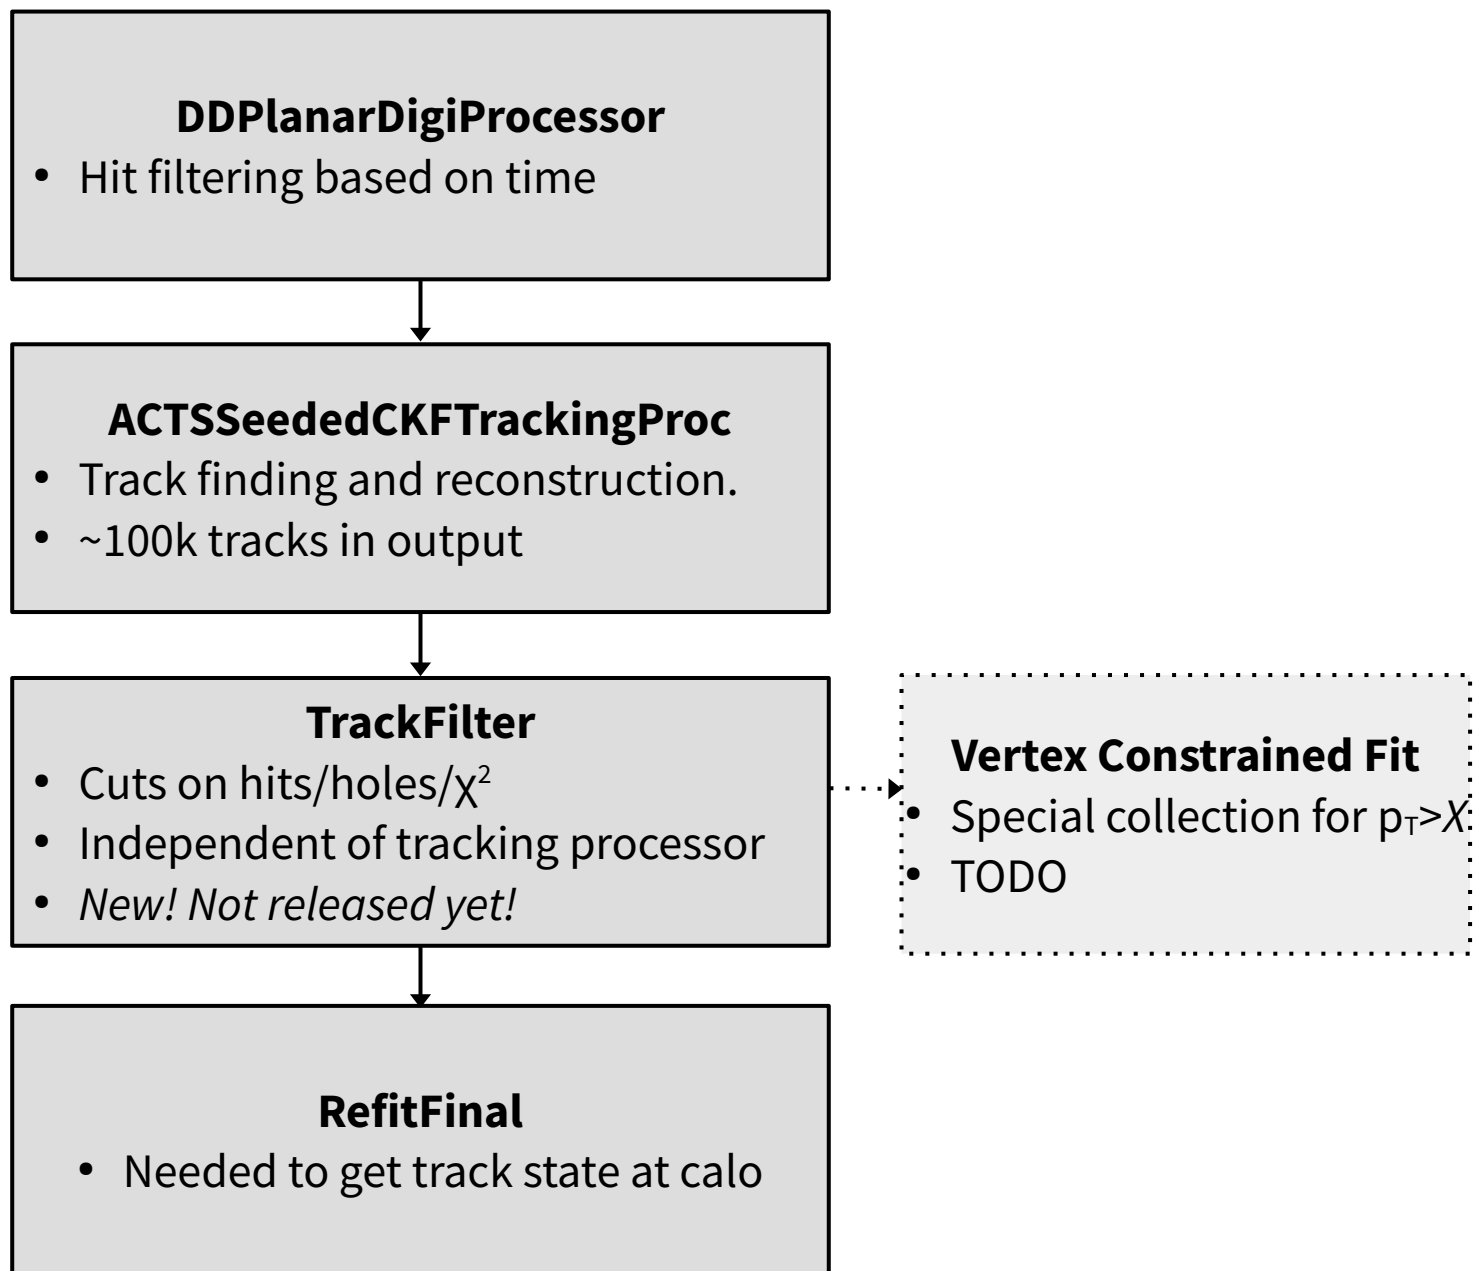 DDPlanarDigiProcessor
• Hit filtering based on time
ACTSSeededCKFTrackingProc
• Track finding and reconstruction.
• ~100k tracks in output
TrackFilter
• Cuts on hits/holes/χ²
• Independent of tracking processor
• New! Not released yet!
Vertex Constrained Fit
• Special collection for pT>X
• TODO
RefitFinal
• Needed to get track state at calo